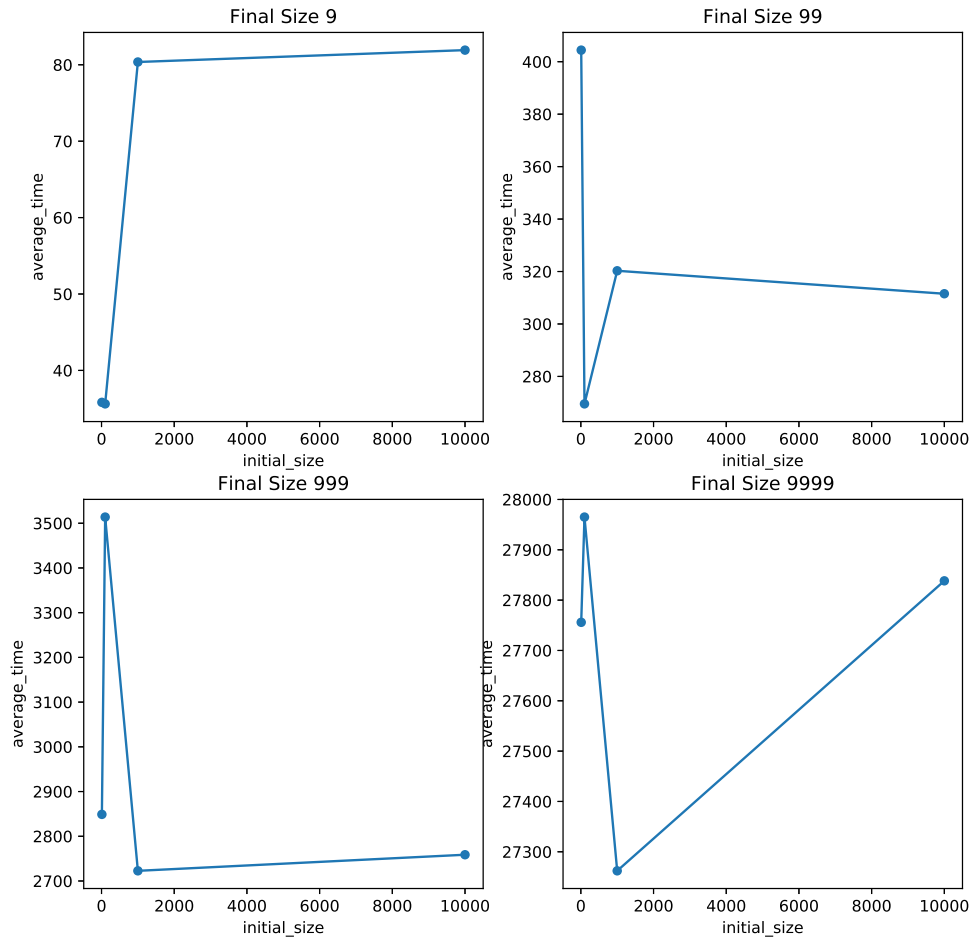 Final Size 9
average_time
80
70
60
50
40
0 2000 4000 6000 8000 10000
initial_size
Final Size 99
average_time
400
380
360
340
320
300
280
0 2000 4000 6000 8000 10000
initial_size
Final Size 999
average_time
3500
3400
3300
3200
3100
3000
2900
2800
2700
0 2000 4000 6000 8000 10000
initial_size
Final Size 9999
average_time
28000
27900
27800
27700
27600
27500
27400
27300
0 2000 4000 6000 8000 10000
initial_size